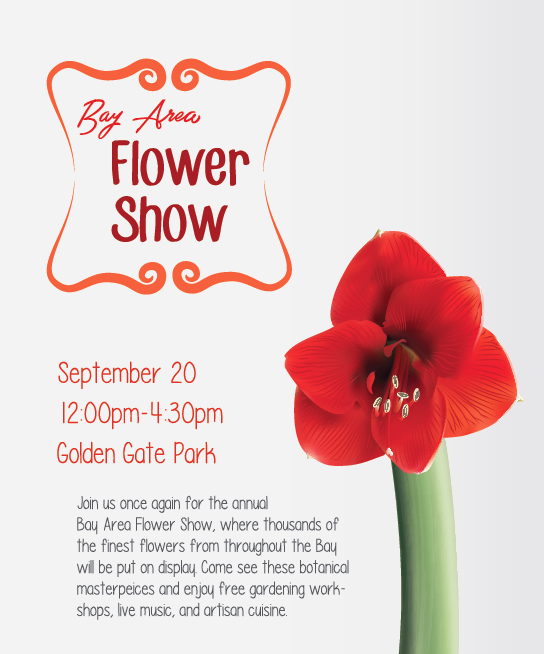 Bay Area
Flower
Show
September 20
12:00pm-4:30pm
Golden Gate Park
Join us once again for the annual
Bay Area Flower Show, where thousands of
the finest flowers from throughout the Bay
will be put on display. Come see these botanical
masterpeices and enjoy free gardening work-
shops, live music, and artisan cuisine.